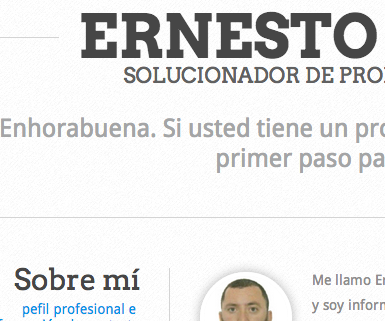 ERNESTO
SOLUCIONADOR DE PRO
Enhorabuena. Si usted tiene un pro
primer paso pa
Sobre mí
pefil profesional e
Me llamo Er
y soy inform